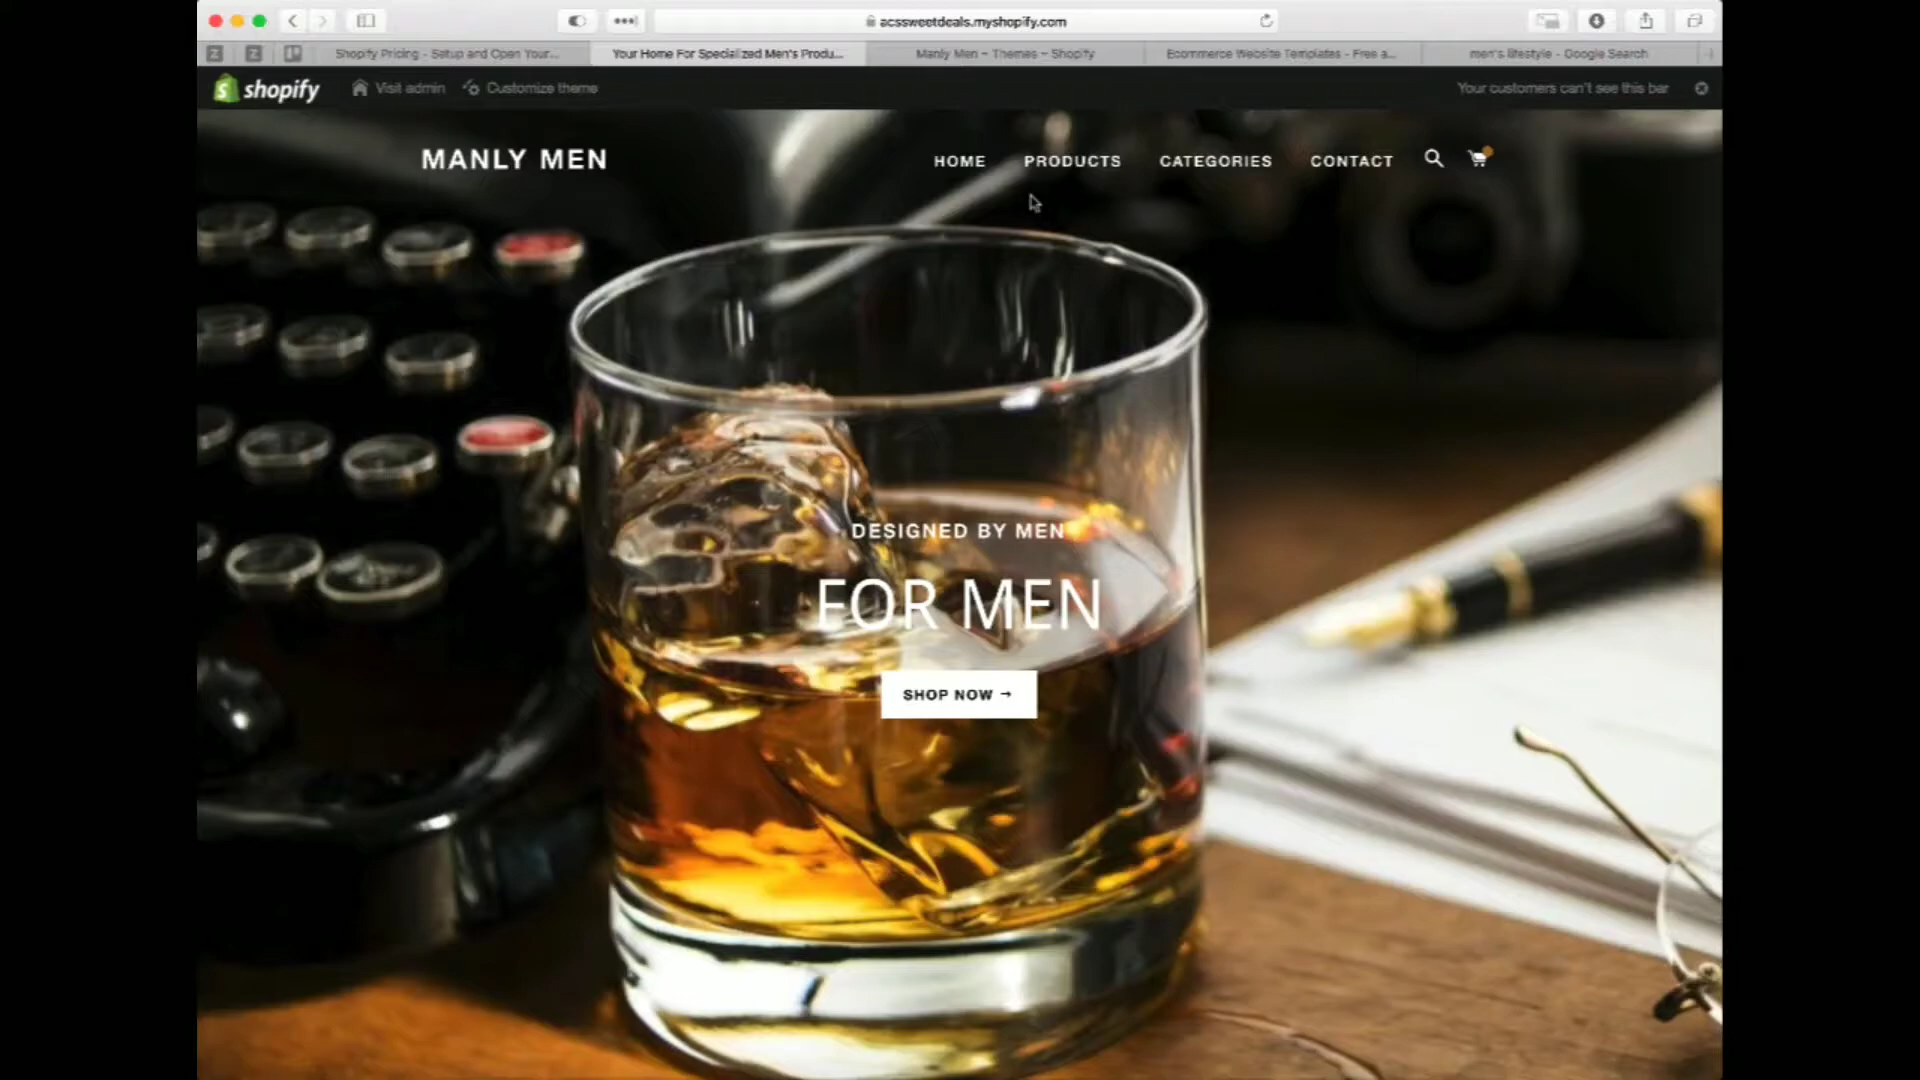 acssweetdeals.myshopify.com
Shopify Pricing - Setup and Open Your...
Your Home For Specialized Men's Produ...
Manly Men ~ Themes ~ Shopify
Ecommerce Website Templates - Free a...
men's lifestyle - Google Search
shopify
Visit admin
Customize theme
Your customers can't see this bar
MANLY MEN
HOME
PRODUCTS
CATEGORIES
CONTACT
DESIGNED BY MEN
FOR MEN
SHOP NOW →